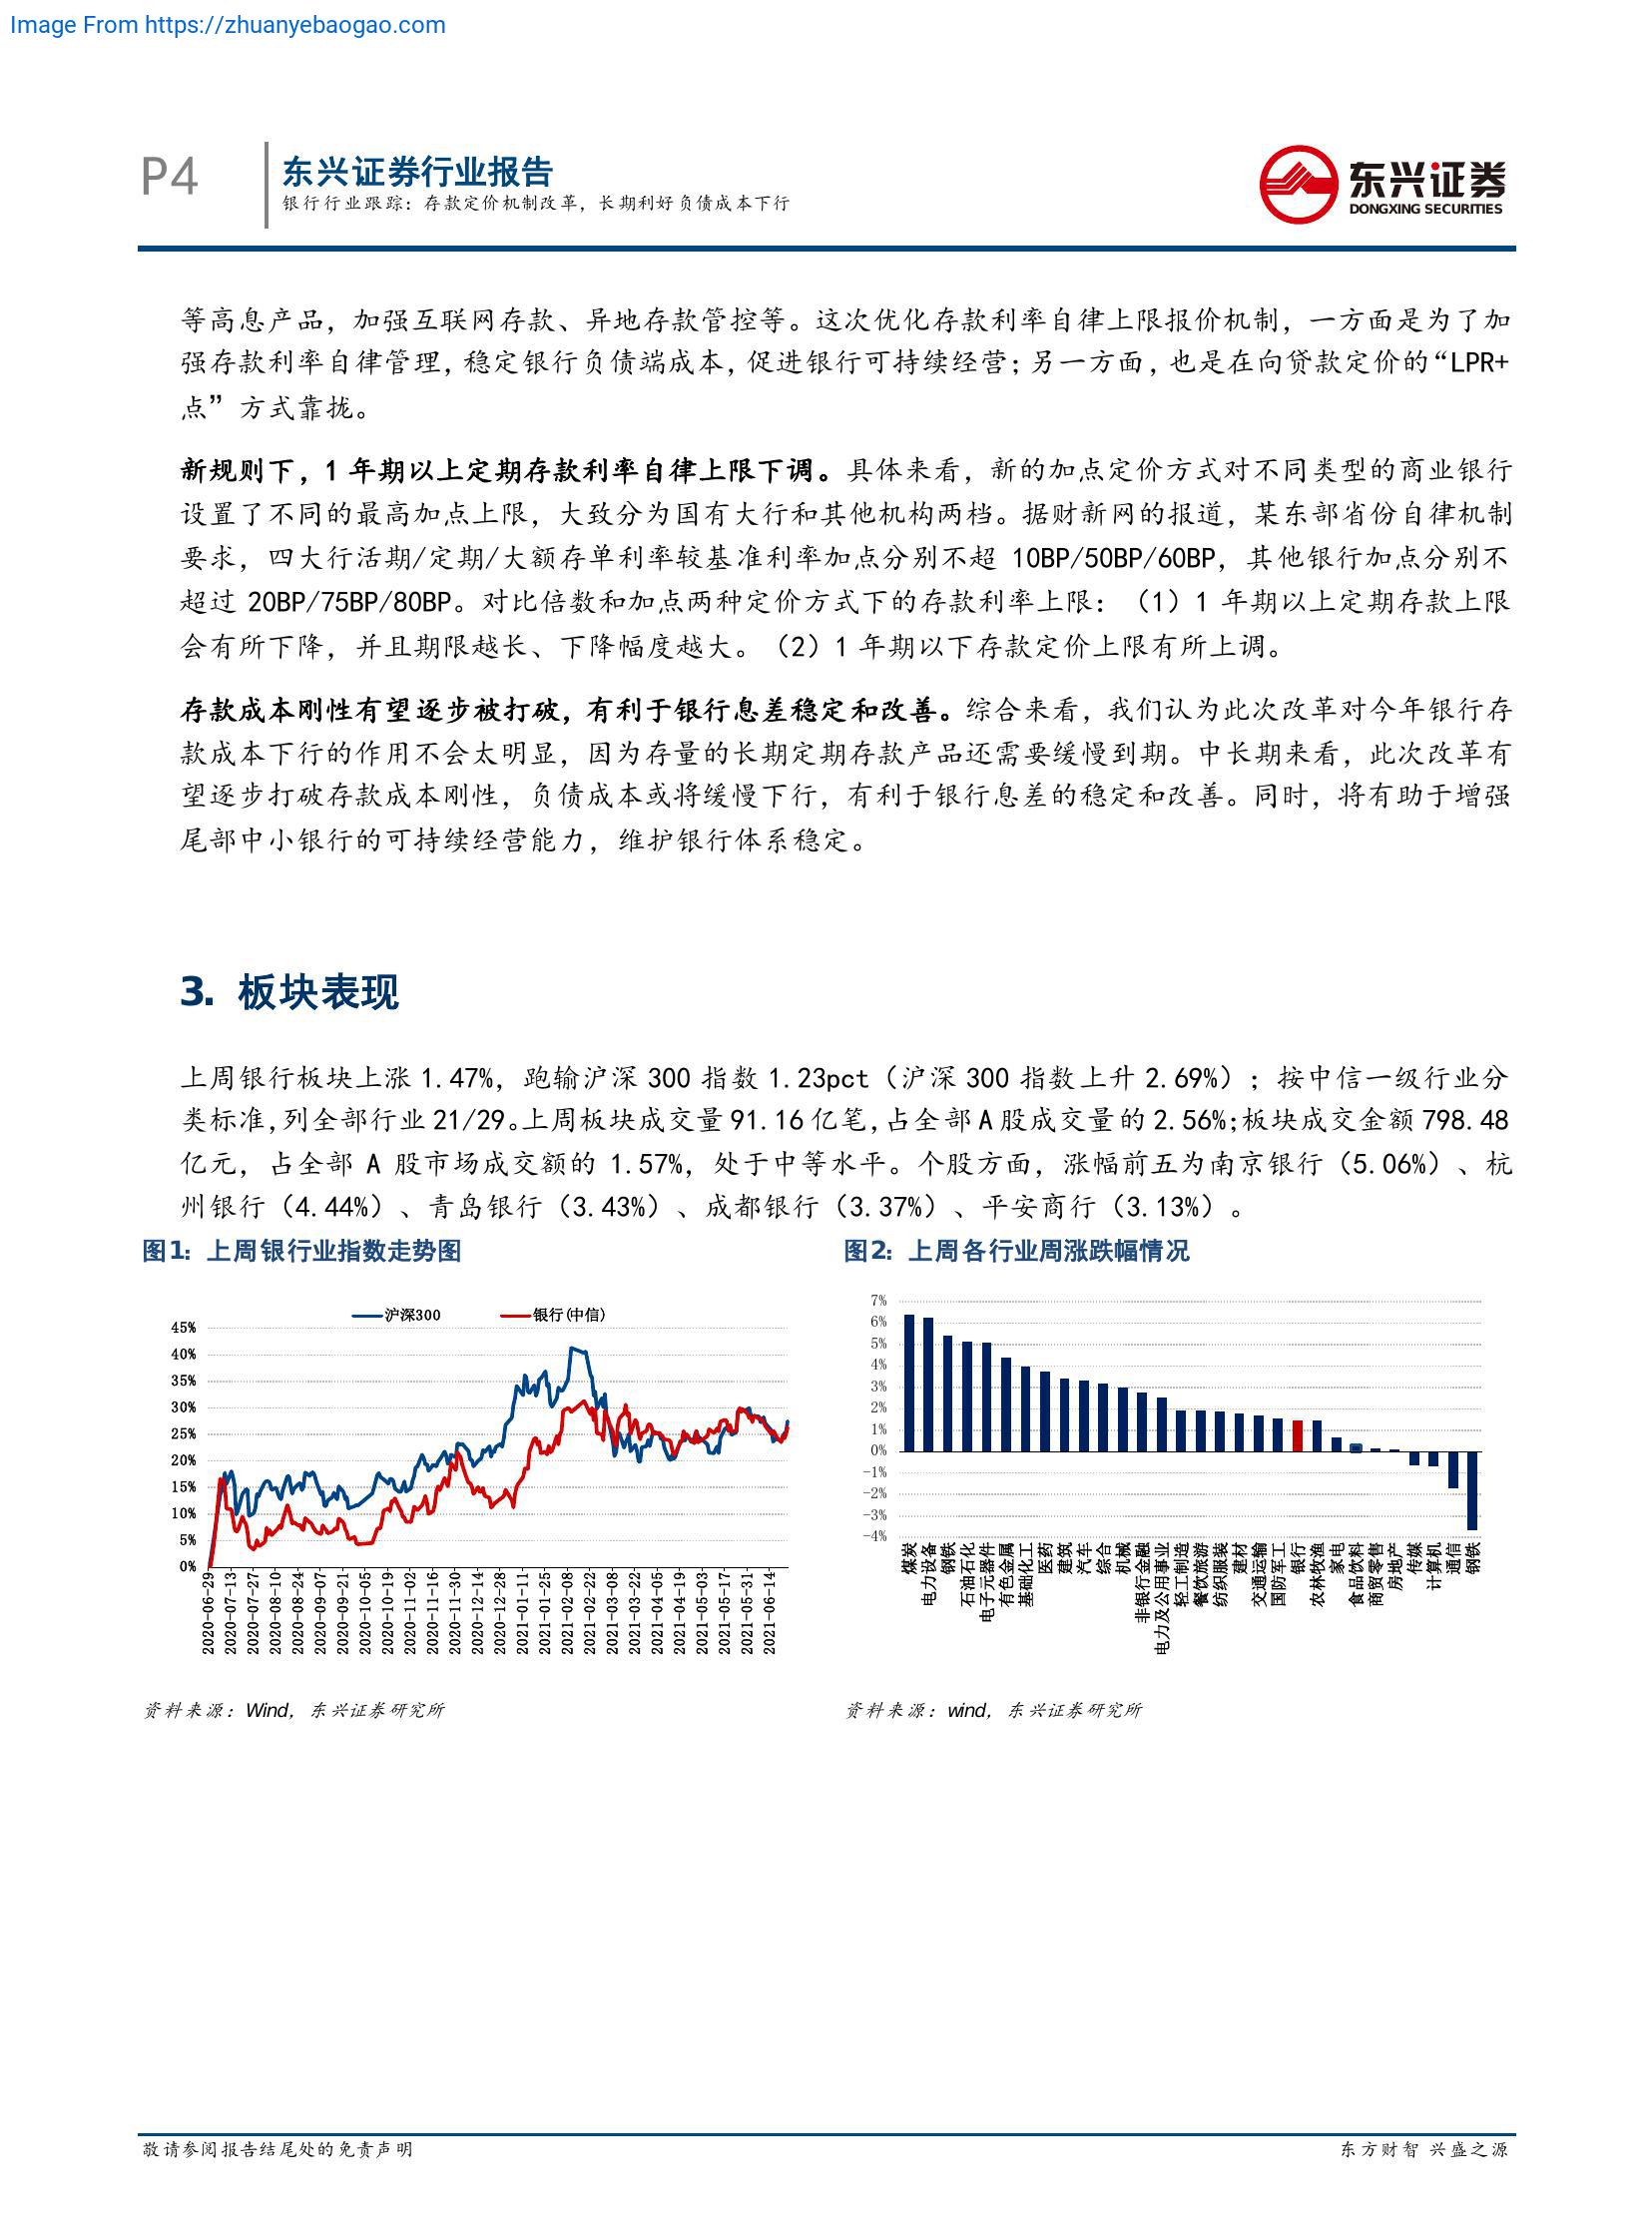 Image From https://zhuanyebaogao.com
P4
东兴证券行业报告
银行行业跟踪：存款定价机制改革，长期利好负债成本下行
东兴证券
DONGXING SECURITIES
等高息产品，加强互联网存款、异地存款管控等。这次优化存款利率自律上限报价机制，一方面是为了加
强存款利率自律管理，稳定银行负债端成本，促进银行可持续经营；另一方面，也是在向贷款定价的“LPR+
点”方式靠拢。
新规则下，1 年期以上定期存款利率自律上限下调。具体来看，新的加点定价方式对不同类型的商业银行
设置了不同的最高加点上限，大致分为国有大行和其他机构两档。据财新网的报道，某东部省份自律机制
要求，四大行活期/定期/大额存单利率较基准利率加点分别不超 10BP/50BP/60BP，其他银行加点分别不
超过 20BP/75BP/80BP。对比倍数和加点两种定价方式下的存款利率上限：（1）1 年期以上定期存款上限
会有所下降，并且期限越长、下降幅度越大。（2）1 年期以下存款定价上限有所上调。
存款成本刚性有望逐步被打破，有利于银行息差稳定和改善。综合来看，我们认为此次改革对今年银行存
款成本下行的作用不会太明显，因为存量的长期定期存款产品还需要缓慢到期。中长期来看，此次改革有
望逐步打破存款成本刚性，负债成本或将缓慢下行，有利于银行息差的稳定和改善。同时，将有助于增强
尾部中小银行的可持续经营能力，维护银行体系稳定。
3. 板块表现
上周银行板块上涨 1.47%，跑输沪深 300 指数 1.23pct（沪深 300 指数上升 2.69%）；按中信一级行业分
类标准，列全部行业 21/29。上周板块成交量 91.16 亿笔，占全部 A 股成交量的 2.56%；板块成交金额 798.48
亿元，占全部 A 股市场成交额的 1.57%，处于中等水平。个股方面，涨幅前五为南京银行（5.06%）、杭
州银行（4.44%）、青岛银行（3.43%）、成都银行（3.37%）、平安商行（3.13%）。
图1：上周银行业指数走势图
沪深300
银行(中信)
45%
40%
35%
30%
25%
20%
15%
10%
5%
0%
2020-06-29
2020-07-13
2020-07-27
2020-08-10
2020-08-24
2020-09-07
2020-09-21
2020-10-05
2020-10-19
2020-11-02
2020-11-16
2020-11-30
2020-12-14
2020-12-28
2021-01-11
2021-01-25
2021-02-08
2021-02-22
2021-03-08
2021-03-22
2021-04-05
2021-04-19
2021-05-03
2021-05-17
2021-05-31
2021-06-14
资料来源：Wind，东兴证券研究所
图2：上周各行业周涨跌幅情况
7%
6%
5%
4%
3%
2%
1%
0%
-1%
-2%
-3%
-4%
煤炭
电力设备
钢铁
石油石化
电子元器件
有色金属
基础化工
医药
建筑
汽车
综合
机械
非银行金融
电力及公用事业
轻工制造
餐饮旅游
纺织服装
建材
交通运输
国防军工
银行
农林牧渔
家电
食品饮料
商贸零售
房地产
传媒
计算机
通信
钢铁
资料来源：wind，东兴证券研究所
敬请参阅报告结尾处的免责声明
东方财智 兴盛之源